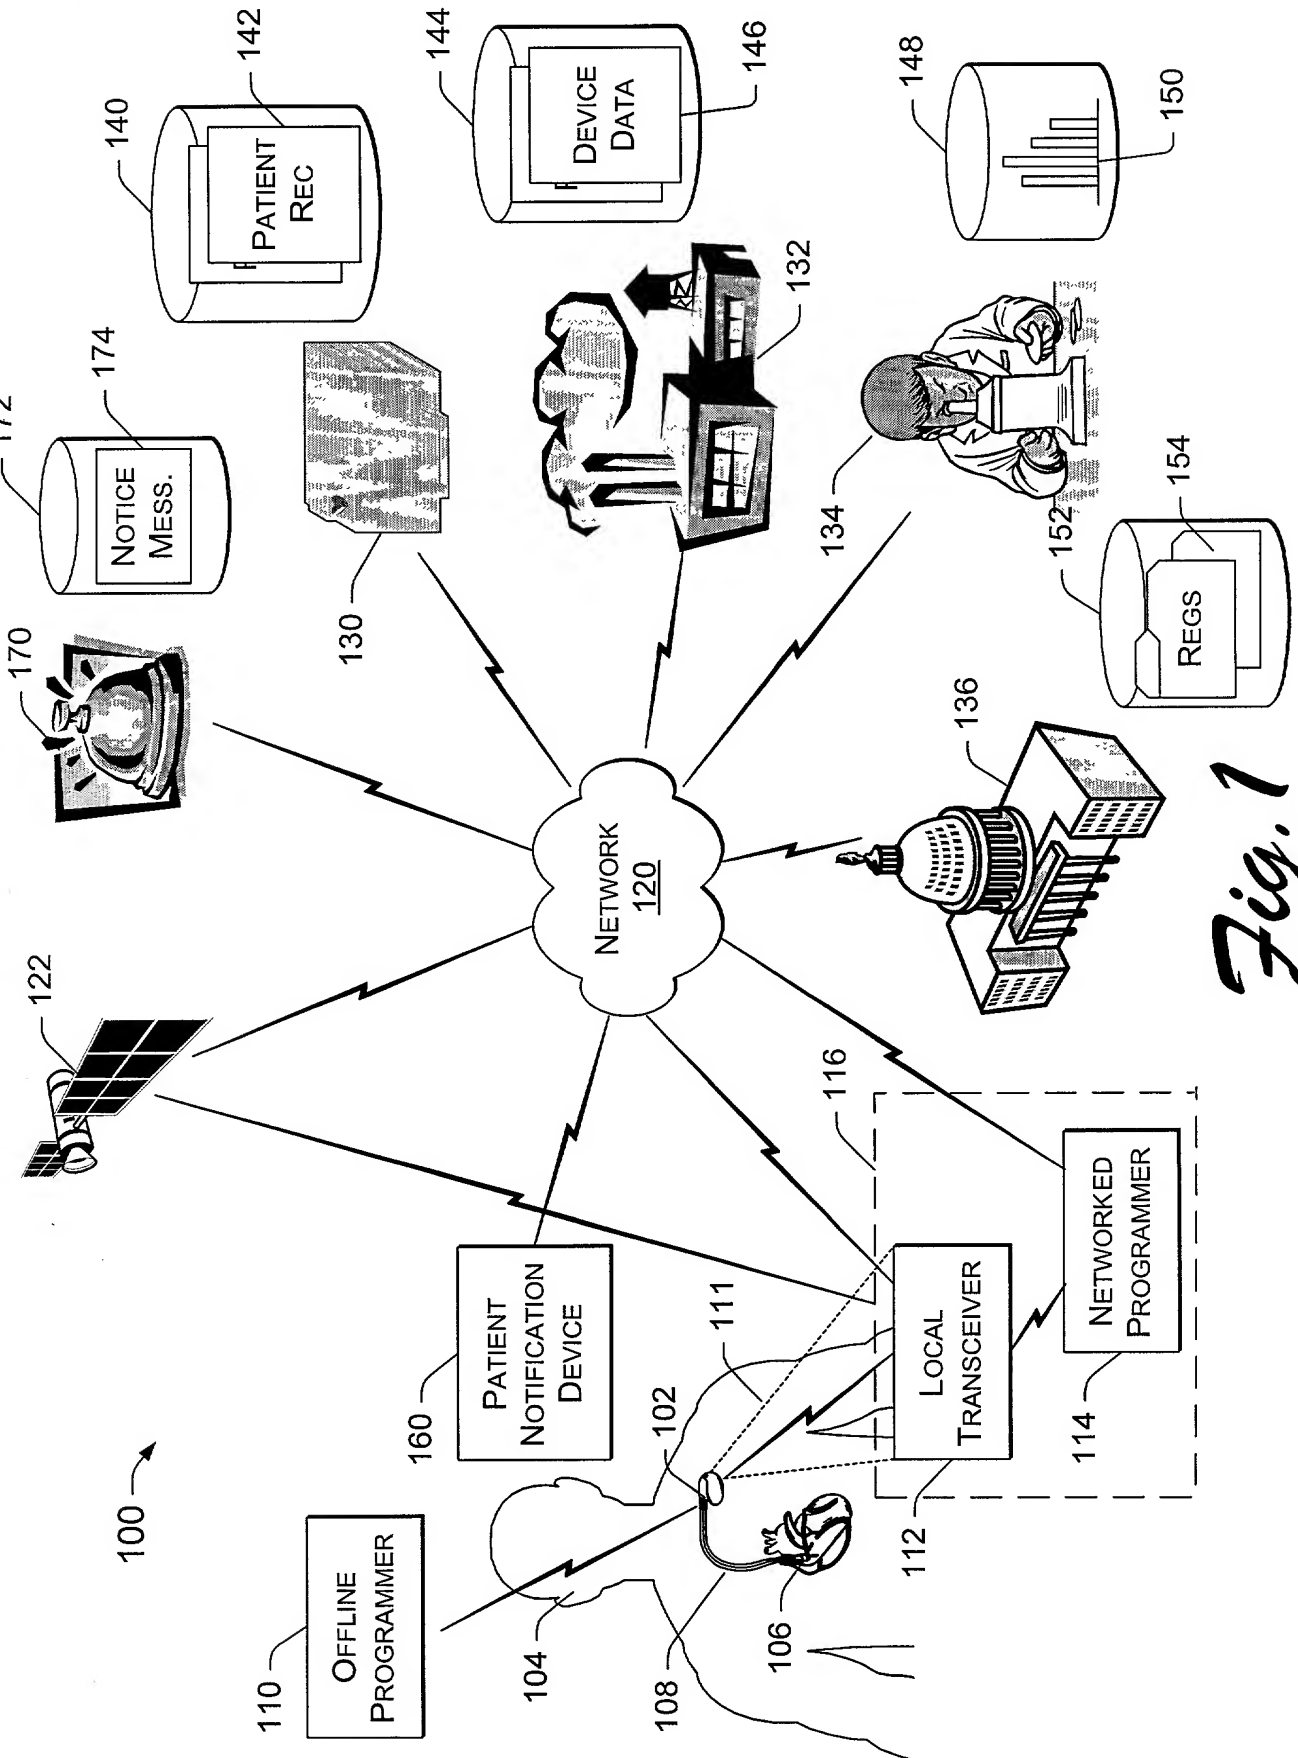 100
110
OFFLINE
PROGRAMMER
104
108
106
102
160
PATIENT
NOTIFICATION
DEVICE
111
112
LOCAL
TRANSCEIVER
116
114
NETWORKED
PROGRAMMER
122
NETWORK
120
170
172
NOTICE
MESS.
174
130
140
PATIENT
REC
142
144
DEVICE
DATA
146
132
134
148
150
136
152
REGS
154
Fig. 1